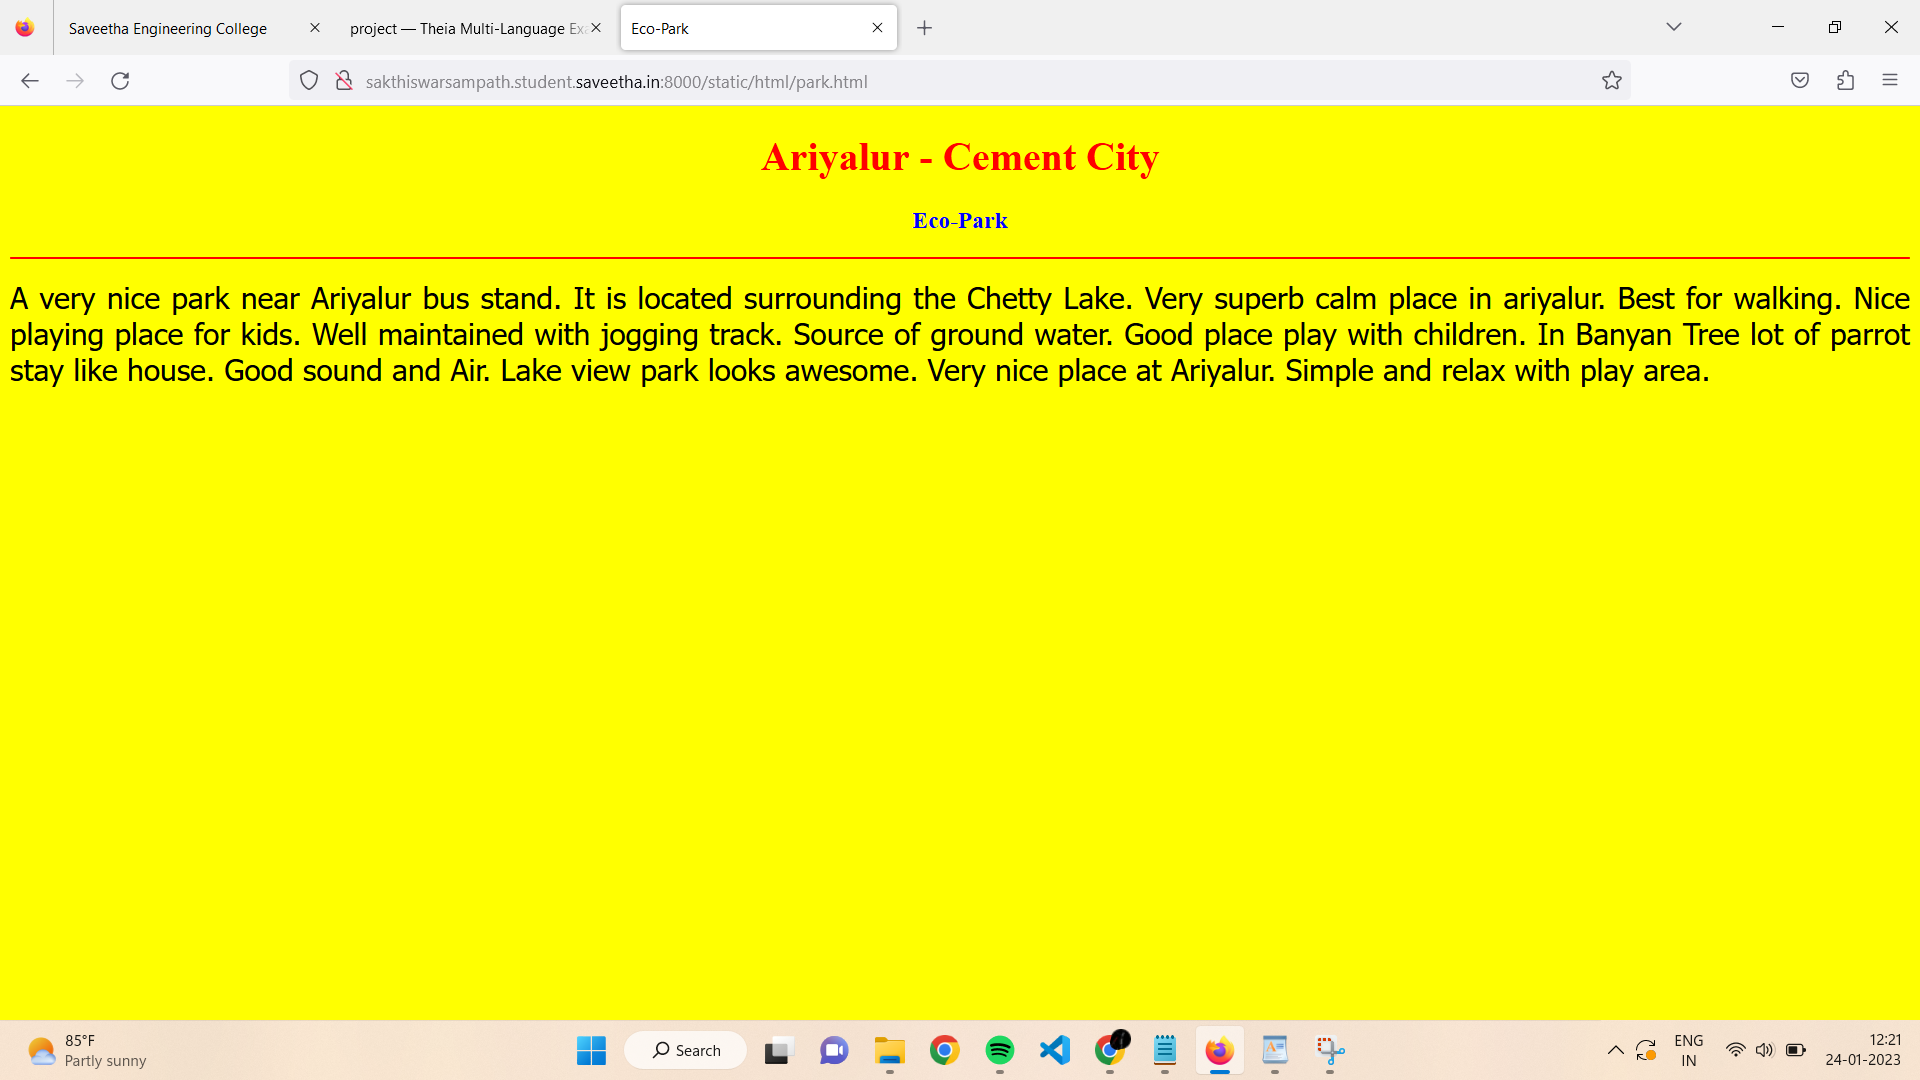 Saveetha Engineering College
project — Theia Multi-Language Exa
Eco-Park
sakthiswarsampath.student.saveetha.in:8000/static/html/park.html
Ariyalur - Cement City
Eco-Park
A very nice park near Ariyalur bus stand. It is located surrounding the Chetty Lake. Very superb calm place in ariyalur. Best for walking. Nice
playing place for kids. Well maintained with jogging track. Source of ground water. Good place play with children. In Banyan Tree lot of parrot
stay like house. Good sound and Air. Lake view park looks awesome. Very nice place at Ariyalur. Simple and relax with play area.
85°F
Partly sunny
Search
ENG
IN
12:21
24-01-2023